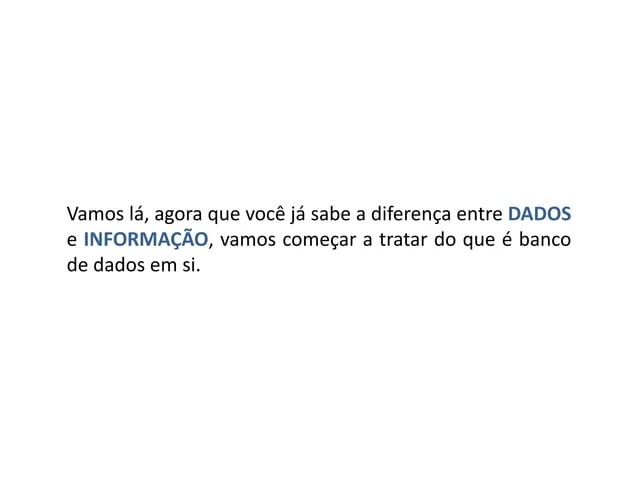 Vamos lá, agora que você já sabe a diferença entre DADOS
e INFORMAÇÃO, vamos começar a tratar do que é banco
de dados em si.